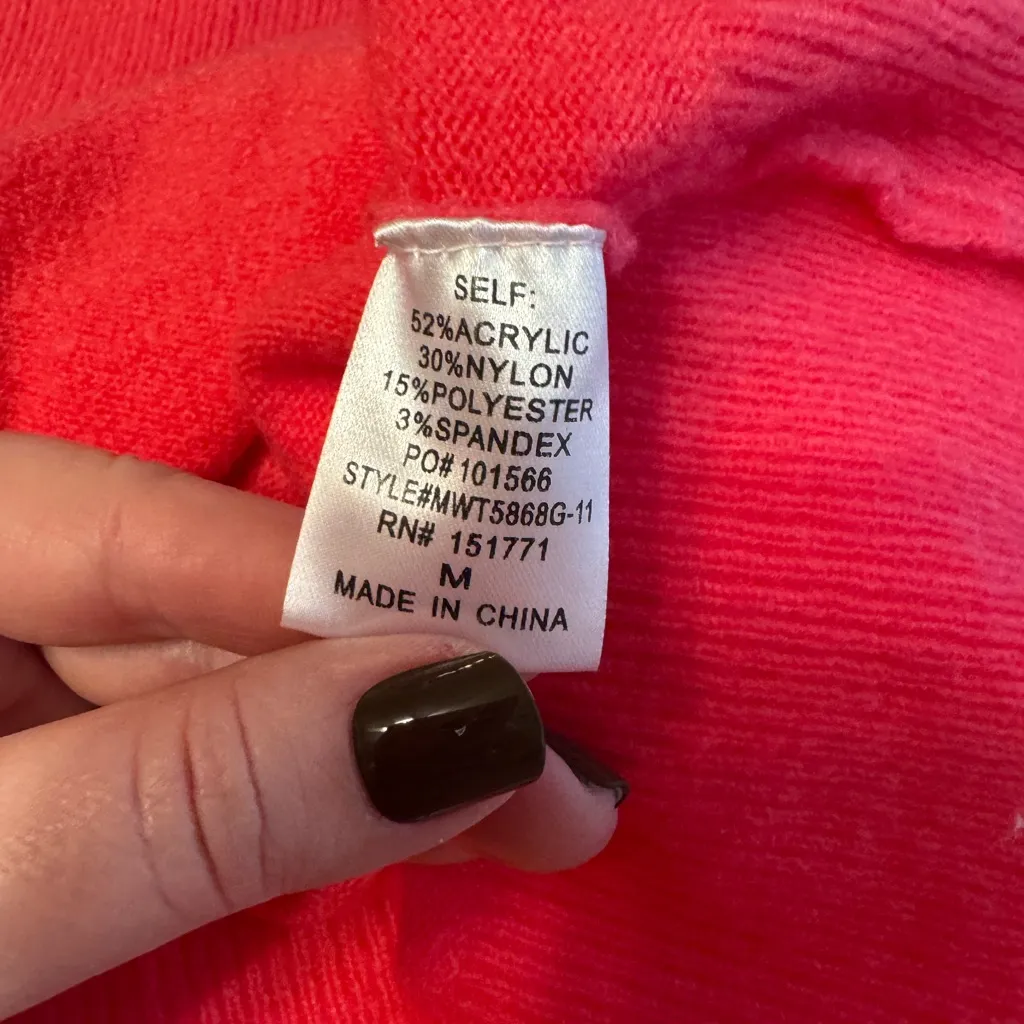 SELF:
52%ACRYLIC
30%NYLON
15%POLYESTER
3%SPANDEX
PO# 101566
STYLE#MWT5868G-11
RN# 151771
M
MADE IN CHINA